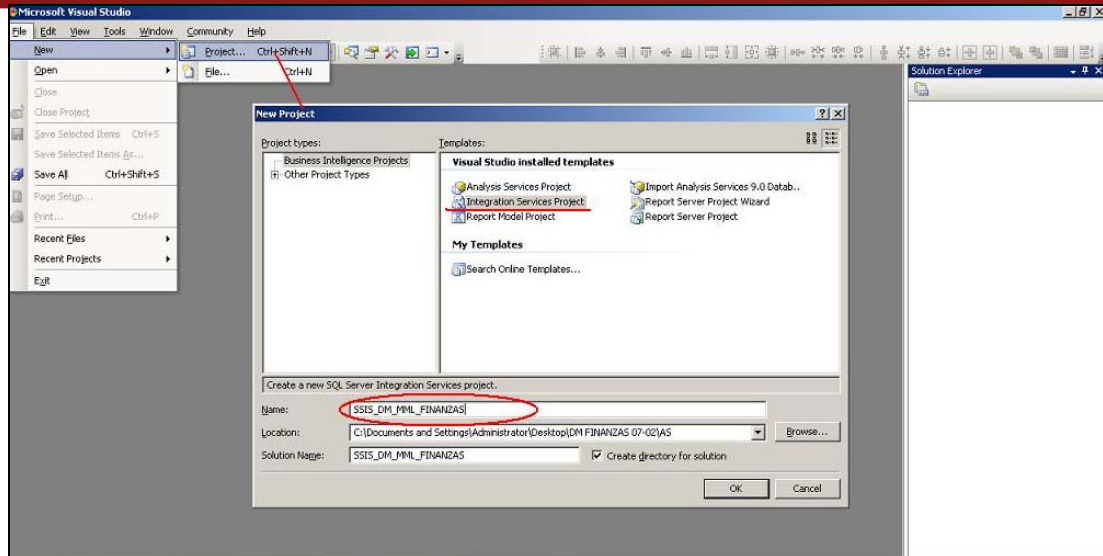 Microsoft Visual Studio
File Edit View Tools Window Community Help
New
Project... Ctrl+Shift+N
Open
File... Ctrl+N
Close
Close Project
Save Selected Items Ctrl+S
Save Selected Items As...
Save All Ctrl+Shift+S
Page Setup...
Print... Ctrl+P
Recent Files
Recent Projects
Exit
Solution Explorer
New Project
Project types:
Business Intelligence Projects
Other Project Types
Templates:
Visual Studio installed templates
Analysis Services Project
Import Analysis Services 9.0 Datab..
Integration Services Project
Report Server Project Wizard
Report Model Project
Report Server Project
My Templates
Search Online Templates...
Create a new SQL Server Integration Services project.
Name: SSIS_DM_MML_FINANZAS
Location: C:\Documents and Settings\Administrator\Desktop\DM FINANZAS 07-02\AS Browse...
Solution Name: SSIS_DM_MML_FINANZAS Create directory for solution
OK Cancel